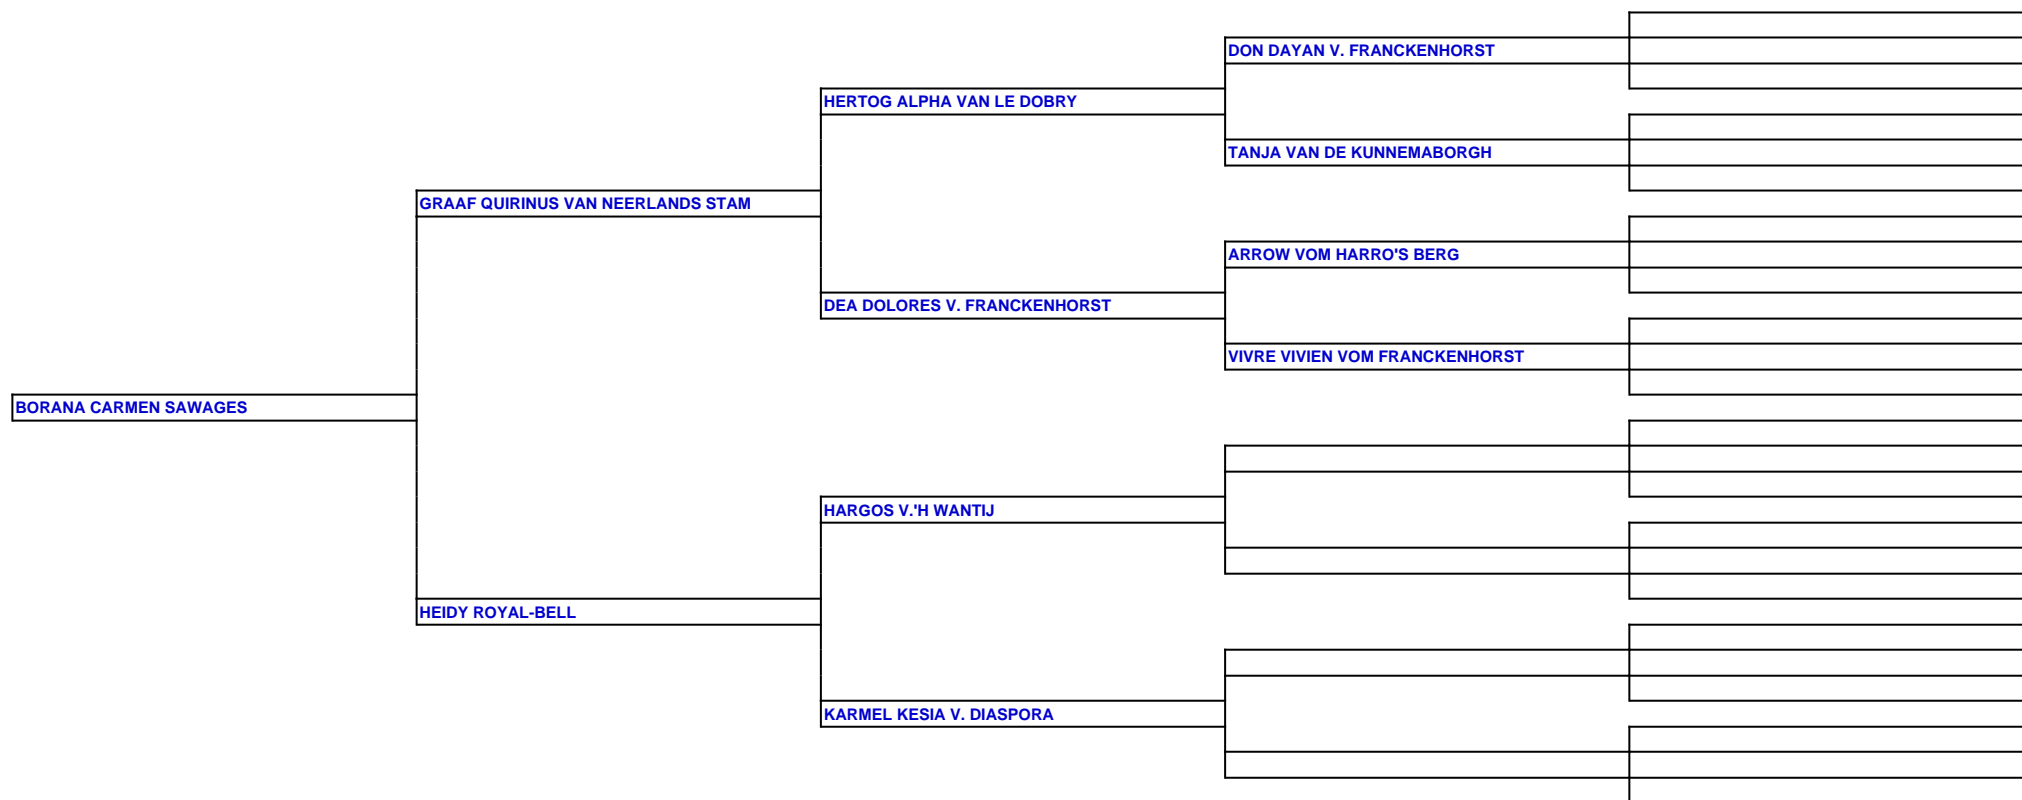 DON DAYAN V. FRANCKENHORST
HERTOG ALPHA VAN LE DOBRY
TANJA VAN DE KUNNEMABORGH
GRAAF QUIRINUS VAN NEERLANDS STAM
ARROW VOM HARRO'S BERG
DEA DOLORES V. FRANCKENHORST
VIVRE VIVIEN VOM FRANCKENHORST
BORANA CARMEN SAWAGES
HARGOS V.'H WANTIJ
HEIDY ROYAL-BELL
KARMEL KESIA V. DIASPORA